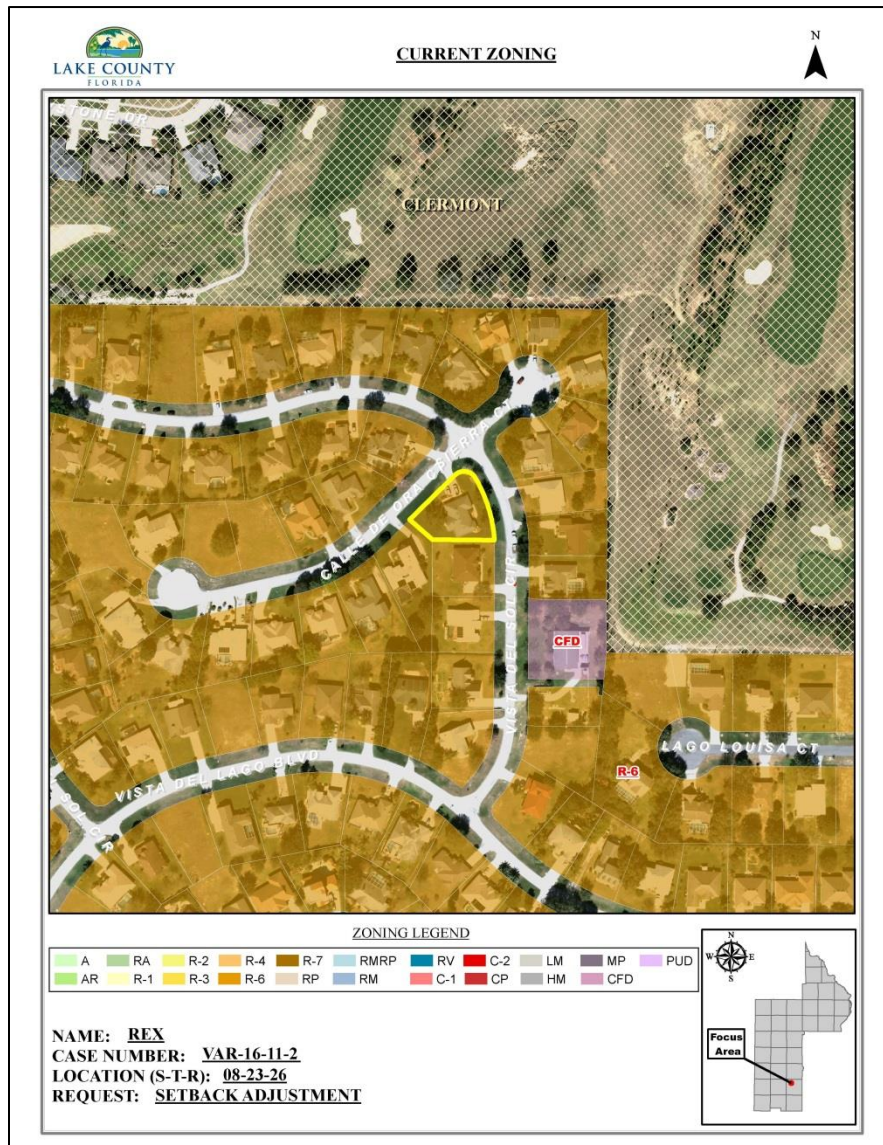 LAKE COUNTY
FLORIDA
CURRENT ZONING
N
STONE DR
CLERMONT
SIERRA CT
CALLE DE ORA C
VISTA DEL SOL CIR
CFD
LAGO LOUISA CT
R-6
VISTA DEL LAGO BLVD
SOL CIR
ZONING LEGEND
A RA R-2 R-4 R-7 RMRP RV C-2 LM MP PUD
AR R-1 R-3 R-6 RP RM C-1 CP HM CFD
N
W E
S
Focus
Area
NAME: REX
CASE NUMBER: VAR-16-11-2
LOCATION (S-T-R): 08-23-26
REQUEST: SETBACK ADJUSTMENT